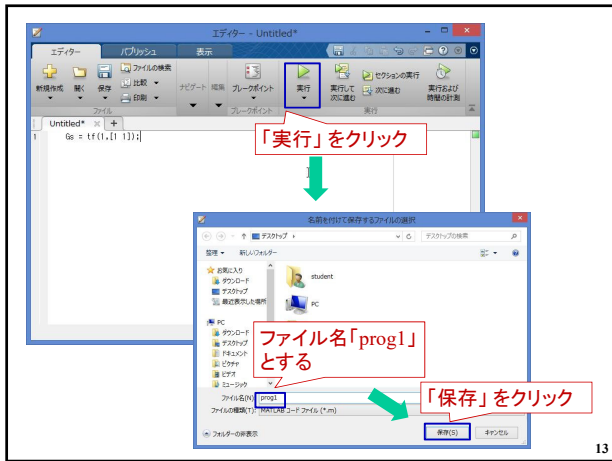 エディター - Untitled*
エディター パブリッシュ 表示
新規作成 開く 保存 ファイルの検索 比較 印刷 ナビゲート 編集 ブレークポイント 実行 実行して次に進む セクションの実行 次に進む 実行および時間の計測
ファイル ブレークポイント 実行
Untitled* × +
1 Gs = tf(1,[1 1]);
「実行」をクリック
名前を付けて保存するファイルの選択
デスクトップ デスクトップの検索
整理 新しいフォルダー
お気に入り
ダウンロード
デスクトップ
最近表示した場所
student
PC
PC
ダウンロード
デスクトップ
ドキュメント
ピクチャ
ビデオ
ミュージック
ファイル名「prog1」
とする
ファイル名(N): prog1
ファイルの種類(T): MATLAB コード ファイル (*.m)
「保存」をクリック
フォルダーの非表示 保存(S) キャンセル
13